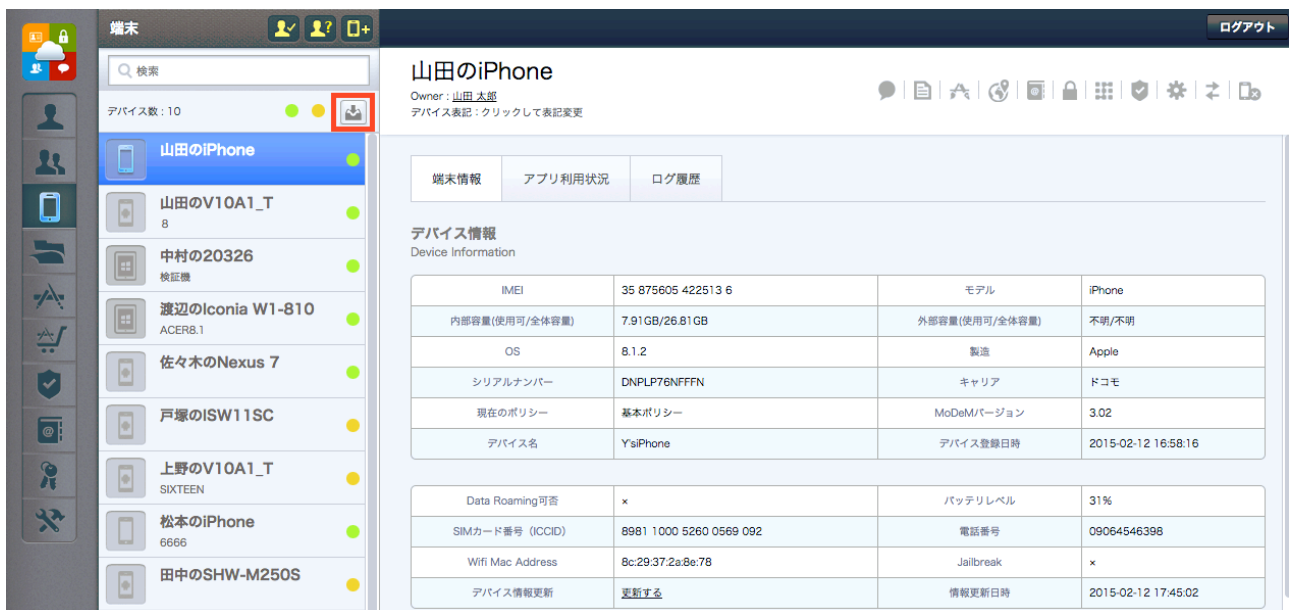 端末
ログアウト
検索
デバイス数 : 10
山田のiPhone
山田のV10A1_T
8
中村の20326
検証機
渡辺のIconia W1-810
ACER8.1
佐々木のNexus 7
戸塚のISW11SC
上野のV10A1_T
SIXTEEN
松本のiPhone
6666
田中のSHW-M250S
山田のiPhone
Owner : 山田 太郎
デバイス表記：クリックして表記変更
端末情報 アプリ利用状況 ログ履歴
デバイス情報
Device Information
IMEI 35 875605 422513 6 モデル iPhone
内部容量(使用可/全体容量) 7.91GB/26.81GB 外部容量(使用可/全体容量) 不明/不明
OS 8.1.2 製造 Apple
シリアルナンバー DNPLP76NFFFN キャリア ドコモ
現在のポリシー 基本ポリシー MoDeMバージョン 3.02
デバイス名 Y'siPhone デバイス登録日時 2015-02-12 16:58:16
Data Roaming可否 × バッテリレベル 31%
SIMカード番号（ICCID） 8981 1000 5260 0569 092 電話番号 09064546398
Wifi Mac Address 8c:29:37:2a:8e:78 Jailbreak ×
デバイス情報更新 更新する 情報更新日時 2015-02-12 17:45:02